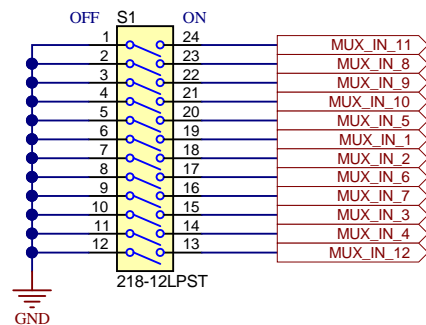 OFF S1 ON
1 24 MUX_IN_11
2 23 MUX_IN_8
3 22 MUX_IN_9
4 21 MUX_IN_10
5 20 MUX_IN_5
6 19 MUX_IN_1
7 18 MUX_IN_2
8 17 MUX_IN_6
9 16 MUX_IN_7
10 15 MUX_IN_3
11 14 MUX_IN_4
12 13 MUX_IN_12
218-12LPST
GND